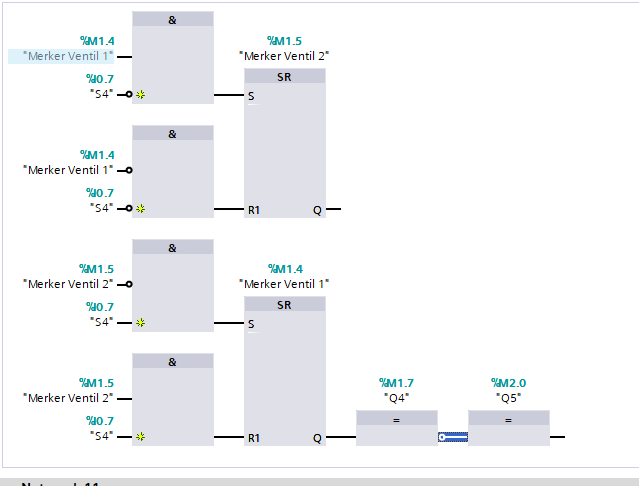 &
%M1.4
"Merker Ventil 1"
%I0.7
"S4"
%M1.5
"Merker Ventil 2"
SR
S
&
%M1.4
"Merker Ventil 1"
%I0.7
"S4"
R1
Q
&
%M1.5
"Merker Ventil 2"
%I0.7
"S4"
%M1.4
"Merker Ventil 1"
SR
S
&
%M1.5
"Merker Ventil 2"
%I0.7
"S4"
R1
Q
%M1.7
"Q4"
=
%M2.0
"Q5"
=